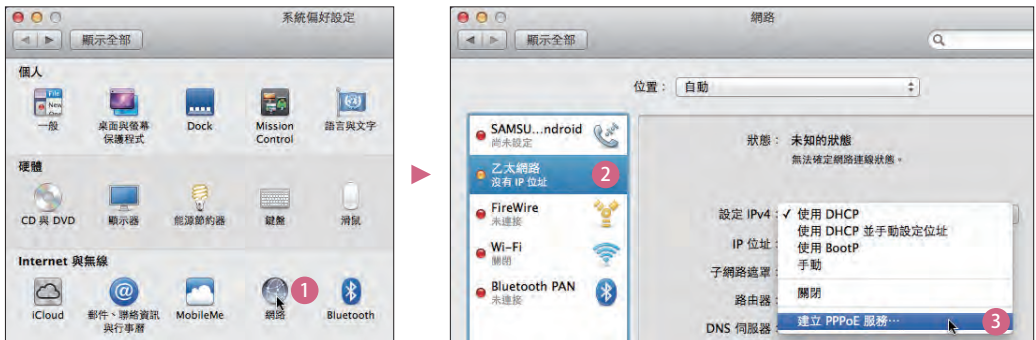 系統偏好設定
顯示全部
個人
File
New
一般
桌面與螢幕
保護程式
Dock
Mission
Control
語言與文字
硬體
CD 與 DVD
顯示器
能源節約器
鍵盤
滑鼠
Internet 與無線
iCloud
郵件、聯絡資訊
與行事曆
MobileMe
網路
1
Bluetooth
網路
顯示全部
位置： 自動
SAMSU...ndroid
尚未設定
乙太網路
沒有 IP 位址
2
FireWire
未連接
Wi-Fi
關閉
Bluetooth PAN
未連接
狀態： 未知的狀態
無法確定網路連線狀態。
設定 IPv4： ✓ 使用 DHCP
使用 DHCP 並手動設定位址
IP 位址： 使用 BootP
手動
子網路遮罩：
路由器： 關閉
DNS 伺服器： 建立 PPPoE 服務… 3